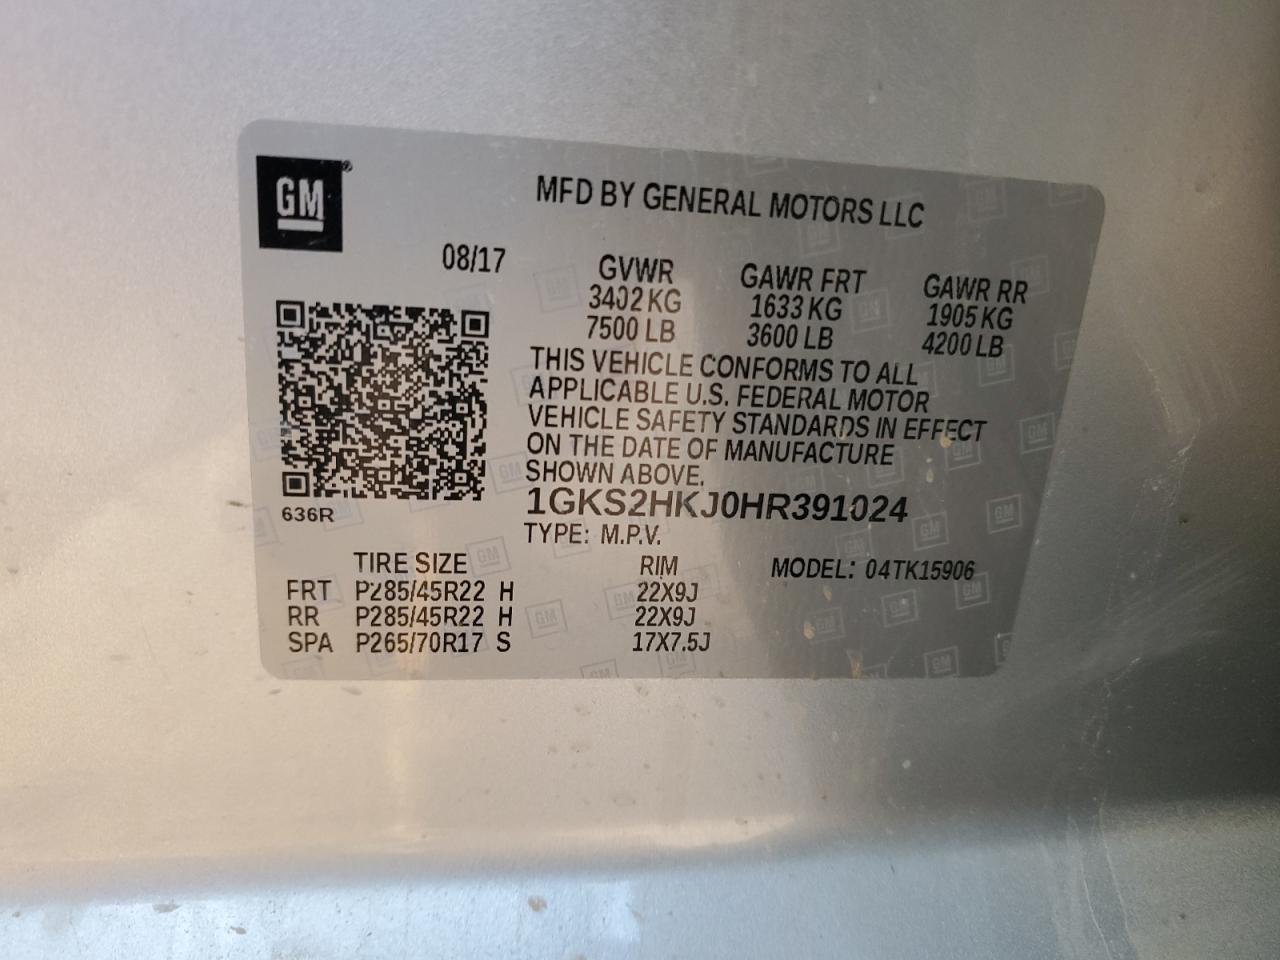 GM®
MFD BY GENERAL MOTORS LLC
08/17
GVWR GAWR FRT GAWR RR
3402 KG 1633 KG 1905 KG
7500 LB 3600 LB 4200 LB
THIS VEHICLE CONFORMS TO ALL
APPLICABLE U.S. FEDERAL MOTOR
VEHICLE SAFETY STANDARDS IN EFFECT
ON THE DATE OF MANUFACTURE
SHOWN ABOVE.
1GKS2HKJ0HR391024
636R
TYPE: M.P.V.
TIRE SIZE RIM MODEL: 04TK15906
FRT P285/45R22 H 22X9J
RR P285/45R22 H 22X9J
SPA P265/70R17 S 17X7.5J